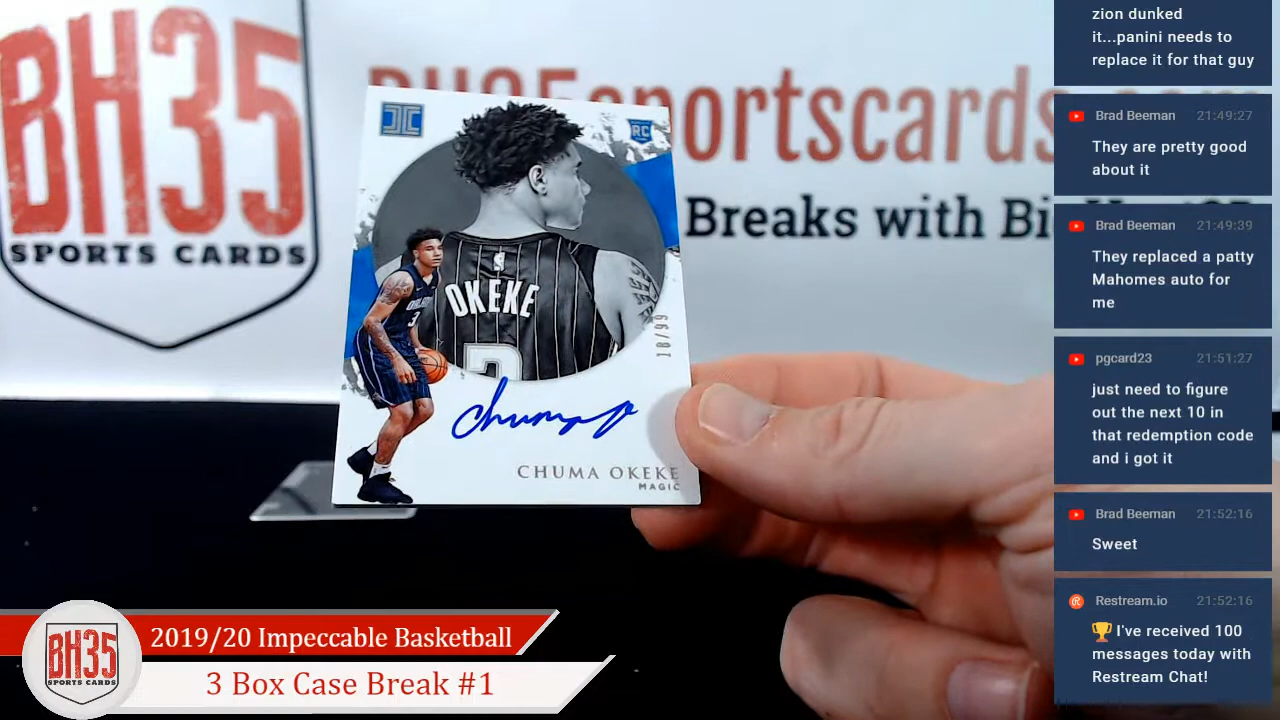 BH35
SPORTS CARDS
sportscards
Breaks with
RC
OKEKE
3
18/99
Chuma
CHUMA OKEKE
MAGIC
BH35
SPORTS CARDS
2019/20 Impeccable Basketball
3 Box Case Break #1
zion dunked
it...panini needs to
replace it for that guy
Brad Beeman 21:49:27
They are pretty good
about it
Brad Beeman 21:49:39
They replaced a patty
Mahomes auto for
me
pgcard23 21:51:27
just need to figure
out the next 10 in
that redemption code
and i got it
Brad Beeman 21:52:16
Sweet
Restream.io 21:52:16
🏆 I've received 100
messages today with
Restream Chat!